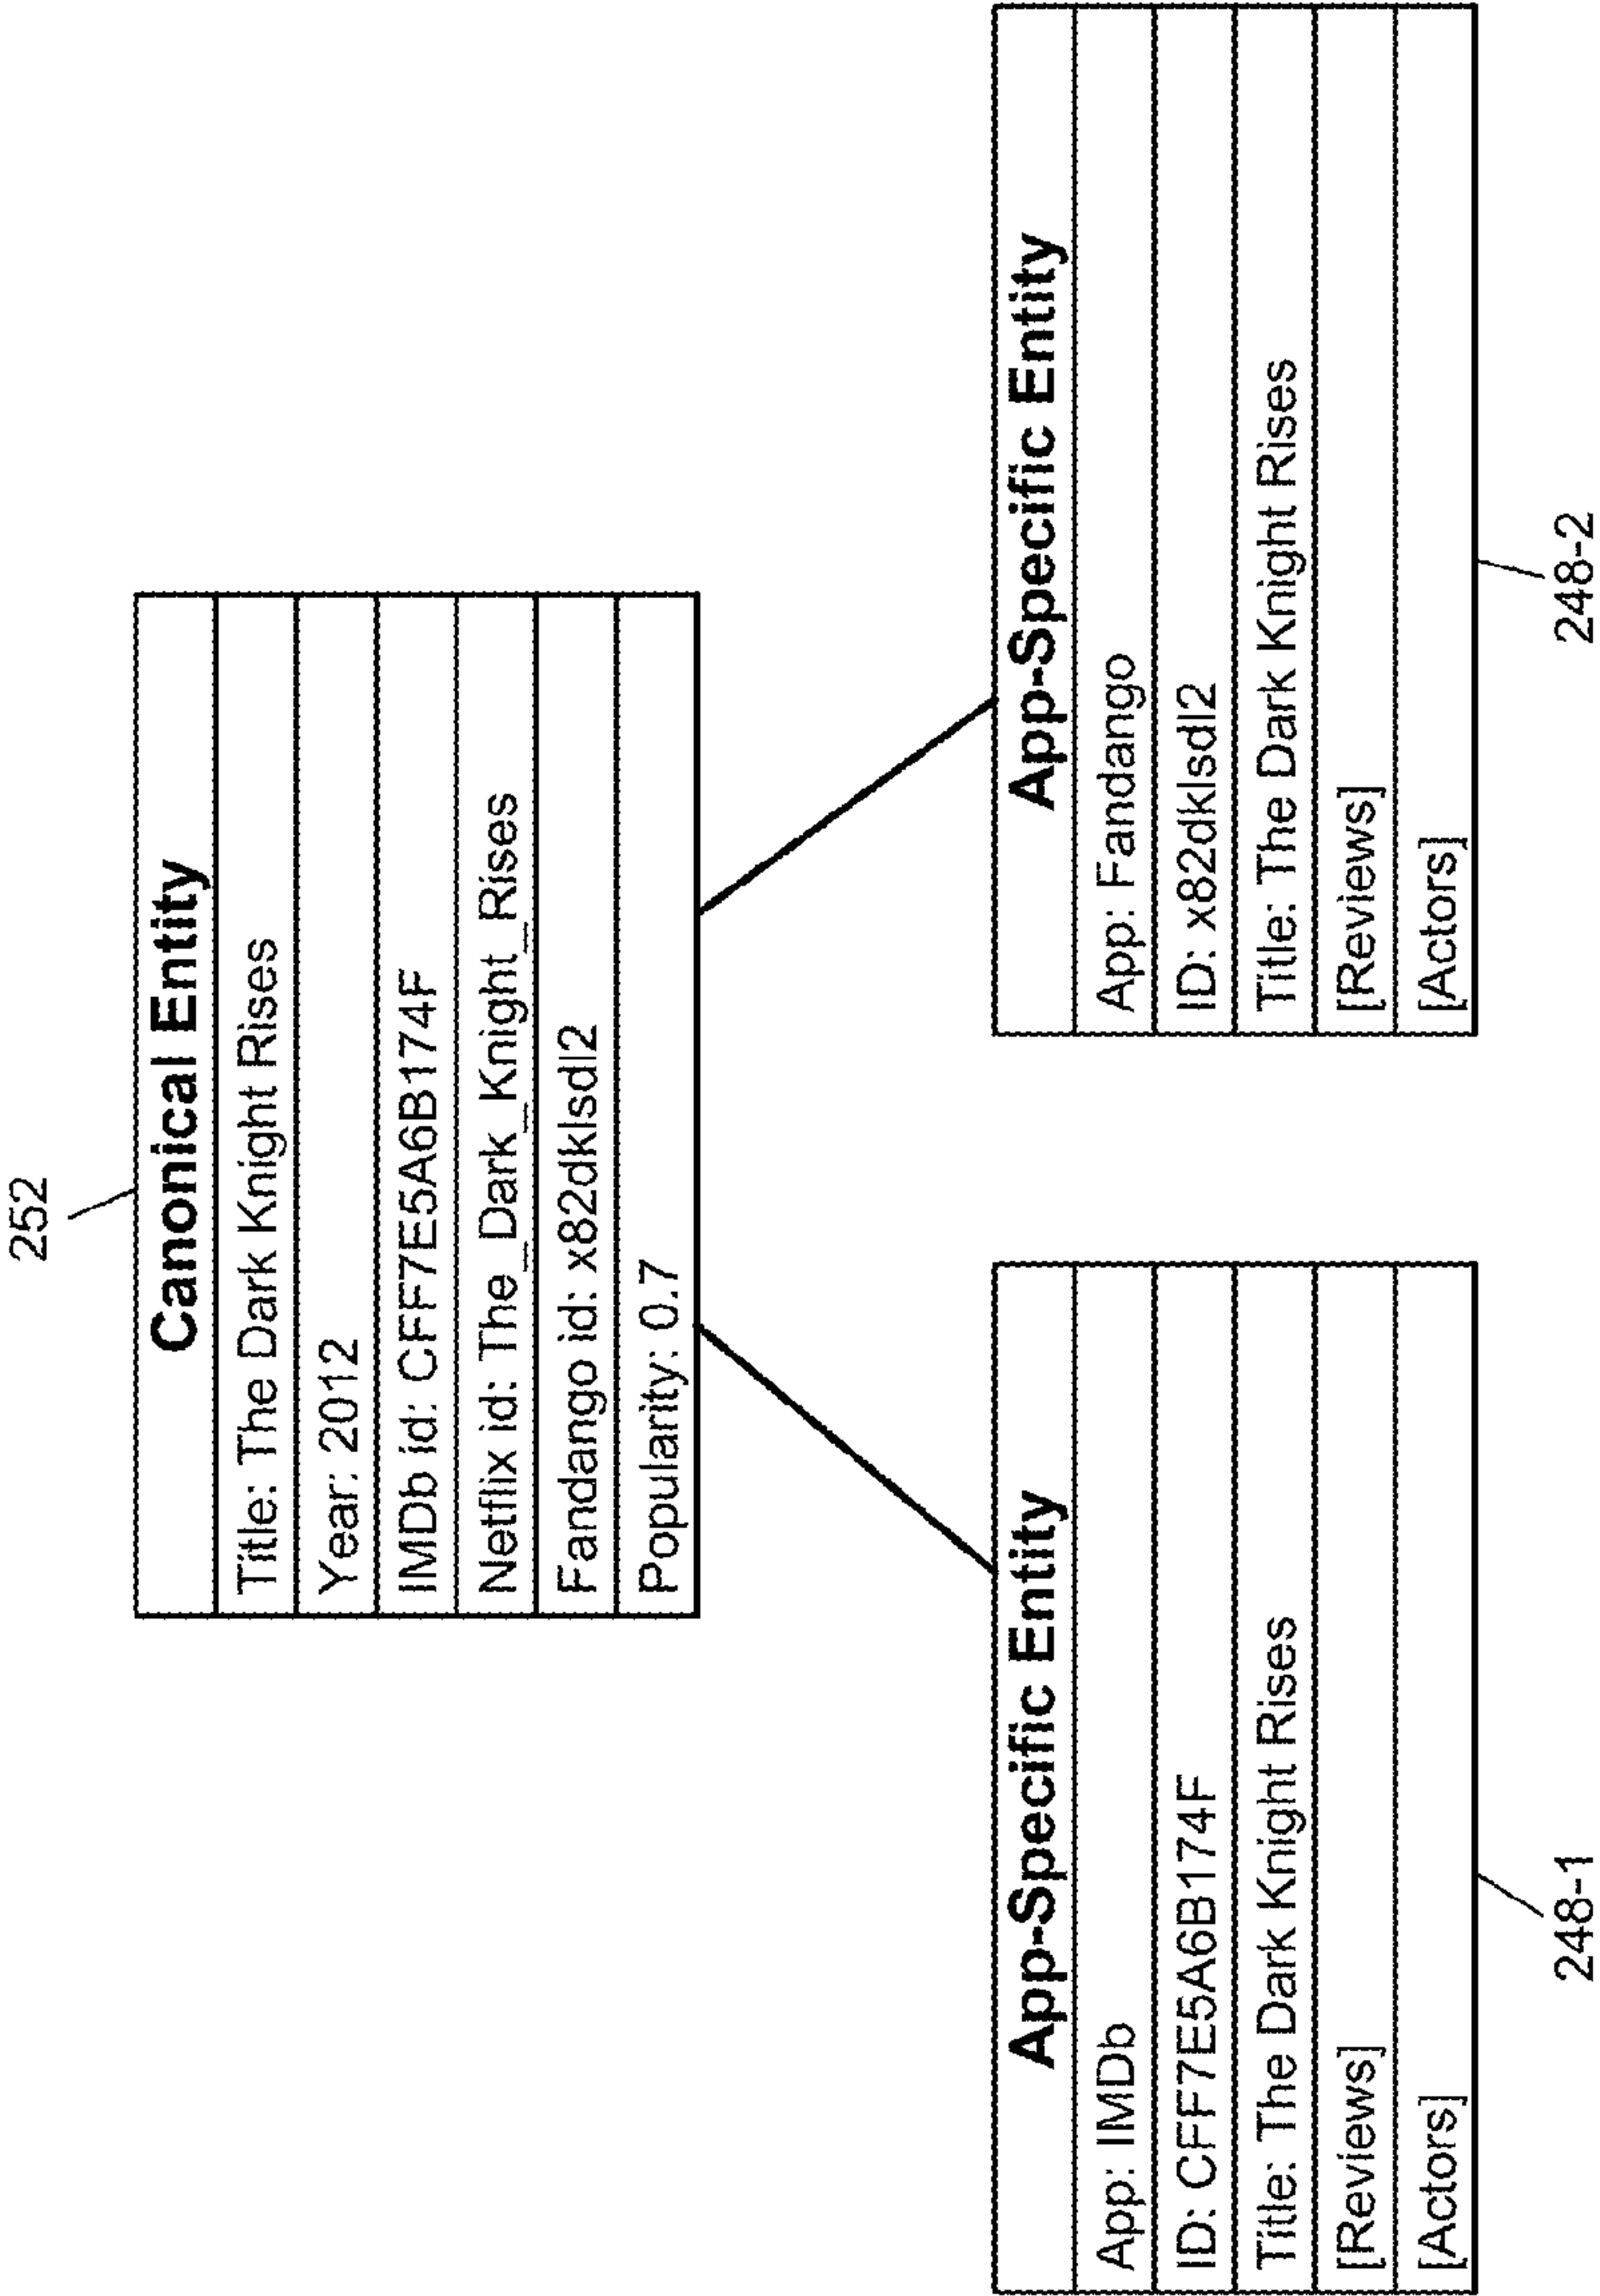 252
Canonical Entity
Title: The Dark Knight Rises
Year: 2012
IMDb id: CFF7E5A6B174F
Netflix id: The_Dark_Knight_Rises
Fandango id: x82dklsdl2
Popularity: 0.7
App-Specific Entity
App: IMDb
ID: CFF7E5A6B174F
Title: The Dark Knight Rises
[Reviews]
[Actors]
248-1
App-Specific Entity
App: Fandango
ID: x82dklsdl2
Title: The Dark Knight Rises
[Reviews]
[Actors]
248-2